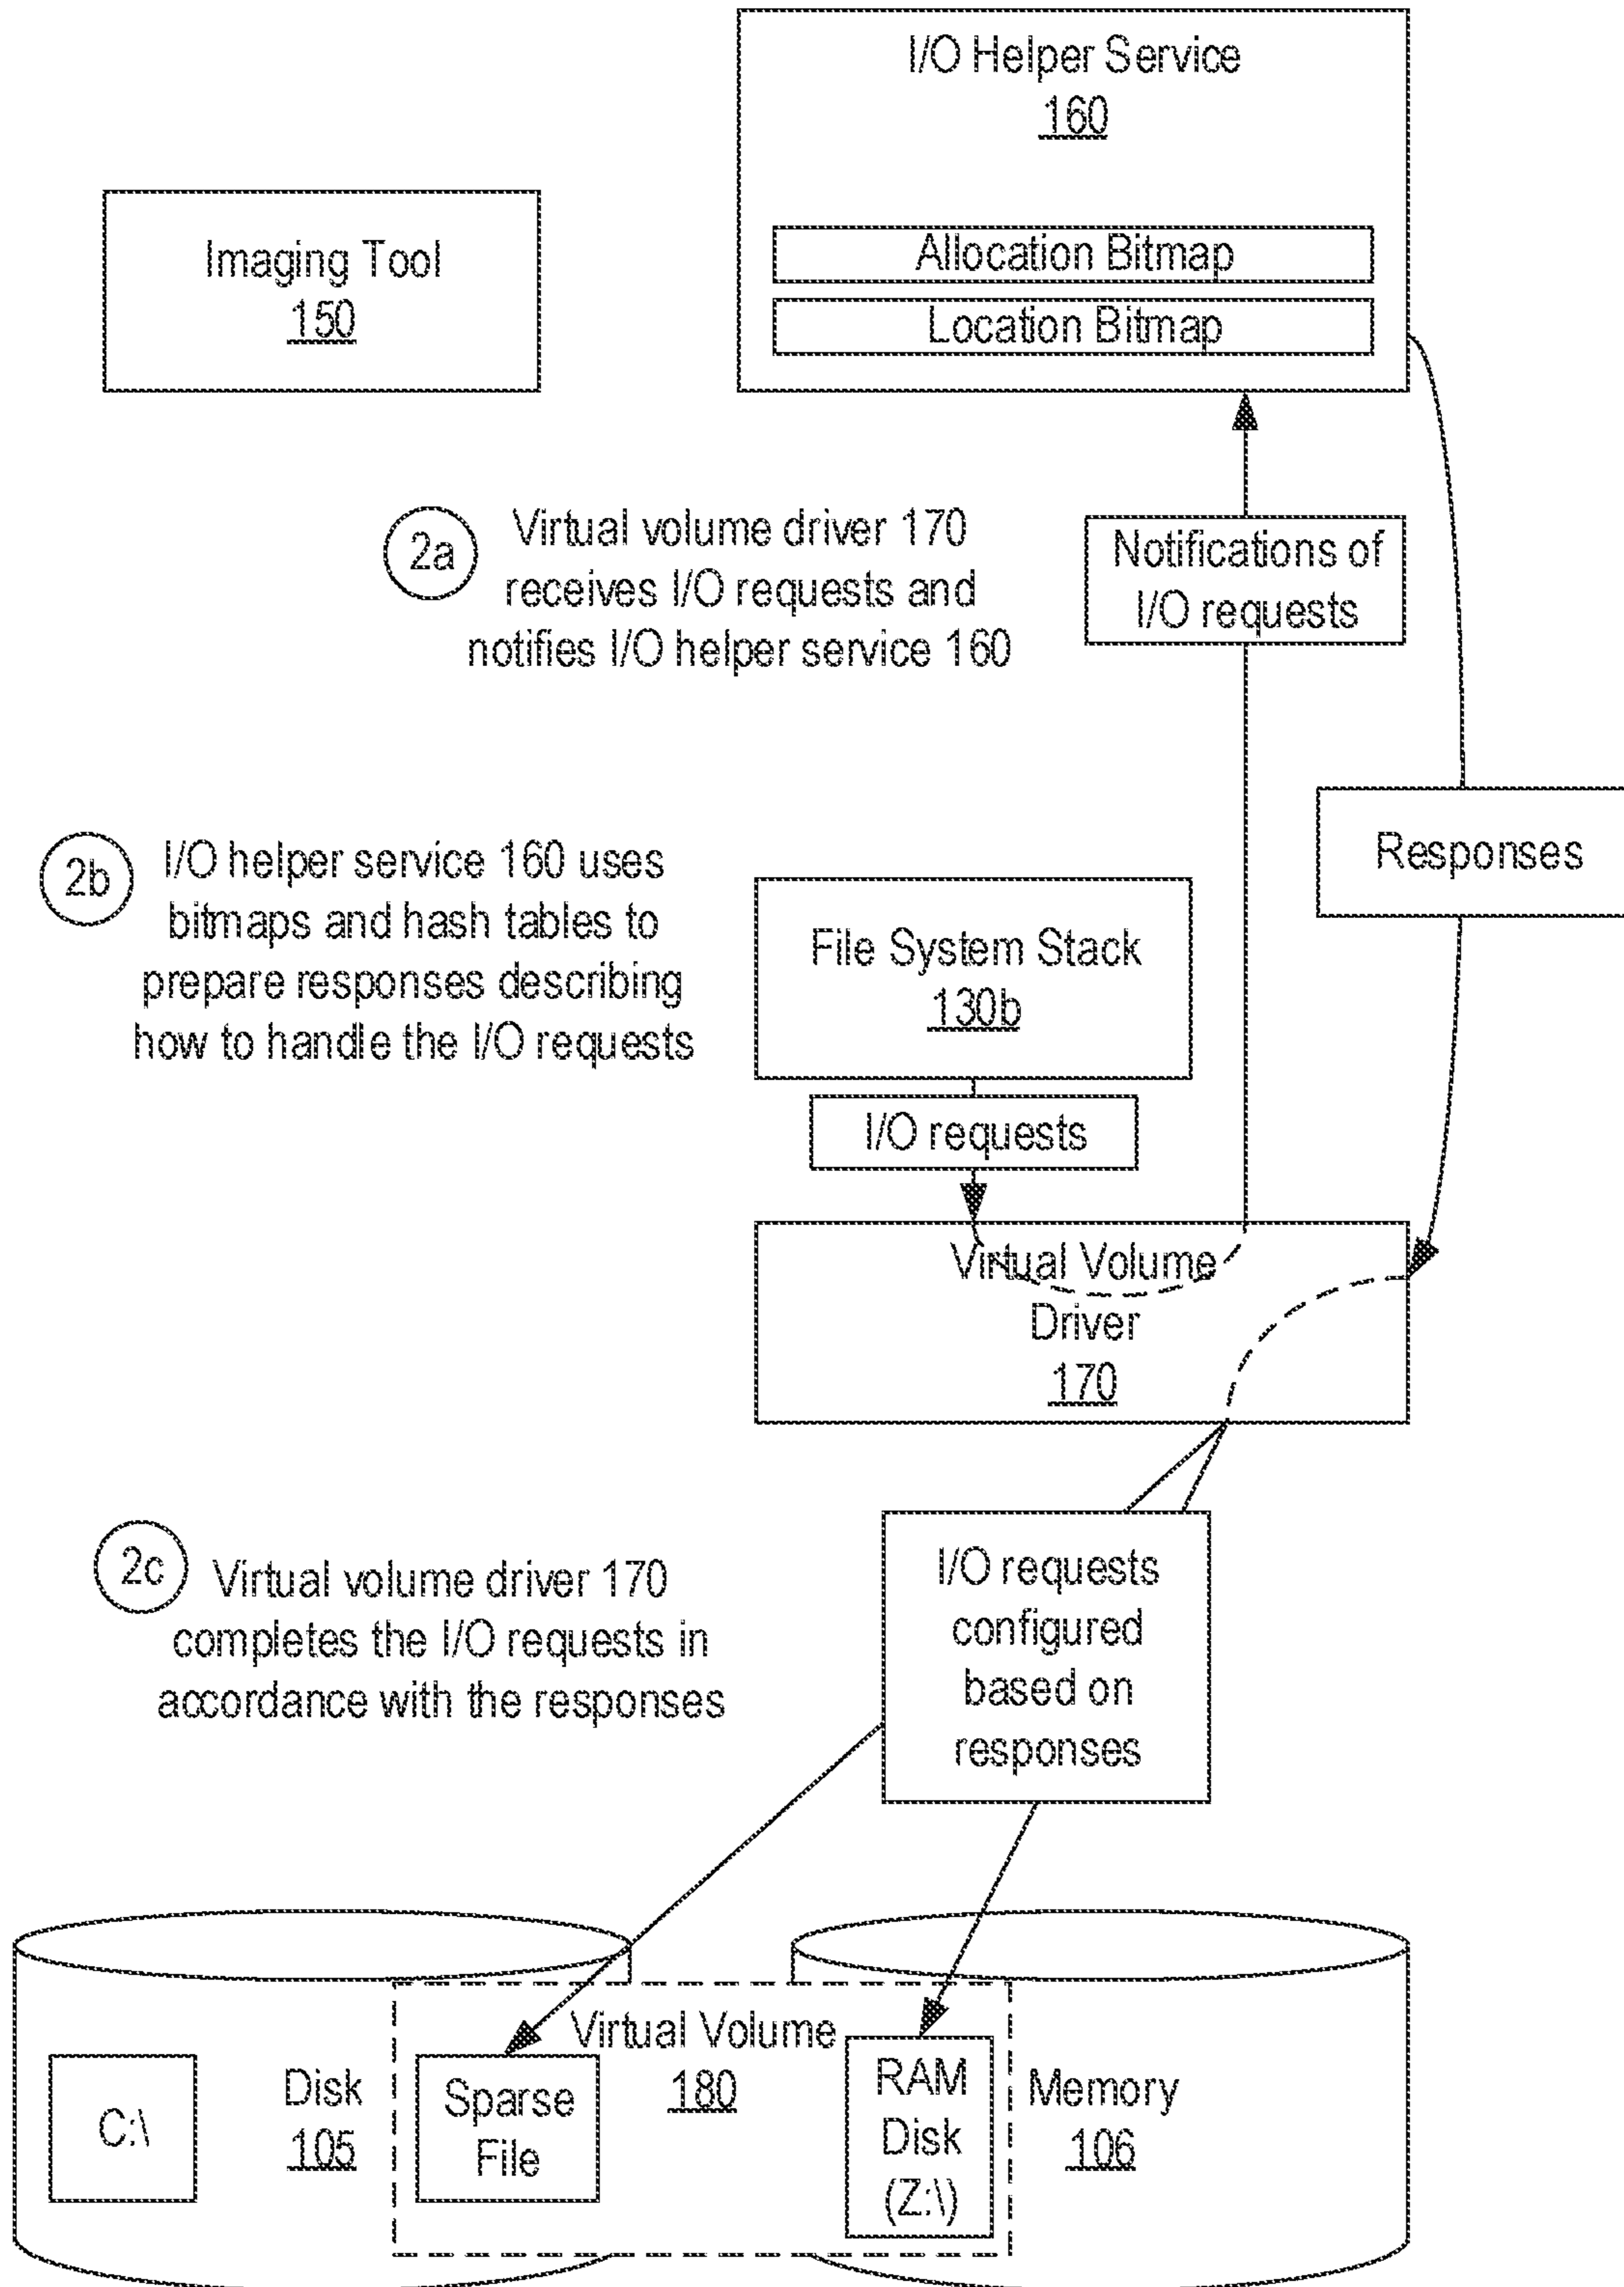 I/O Helper Service
160
Allocation Bitmap
Location Bitmap
Imaging Tool
150
2a
Virtual volume driver 170
receives I/O requests and
notifies I/O helper service 160
Notifications of
I/O requests
Responses
2b
I/O helper service 160 uses
bitmaps and hash tables to
prepare responses describing
how to handle the I/O requests
File System Stack
130b
I/O requests
Virtual Volume
Driver
170
2c
Virtual volume driver 170
completes the I/O requests in
accordance with the responses
I/O requests
configured
based on
responses
C:\
Disk
105
Sparse
File
Virtual Volume
180
RAM
Disk
(Z:\)
Memory
106